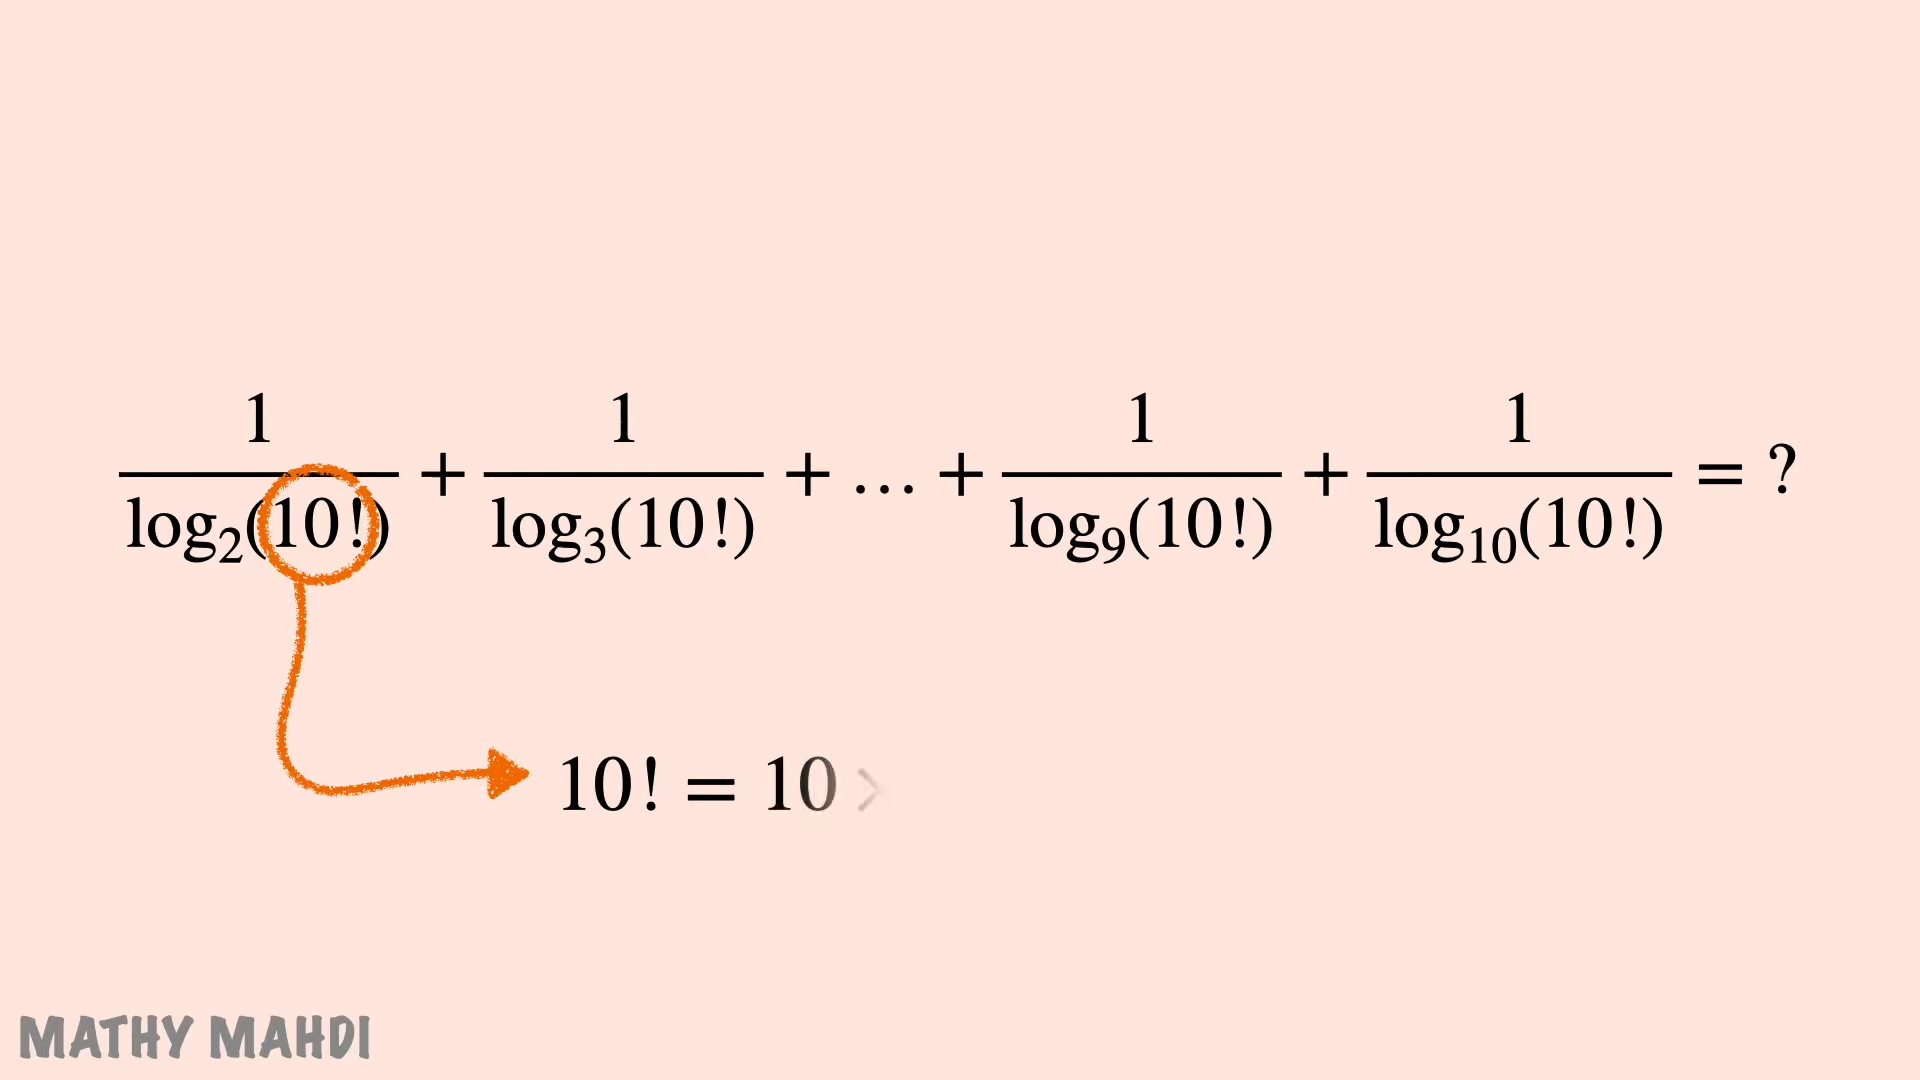 1/log₂(10!) + 1/log₃(10!) + … + 1/log₉(10!) + 1/log₁₀(10!) = ?
10! = 10
MATHY MAHDI